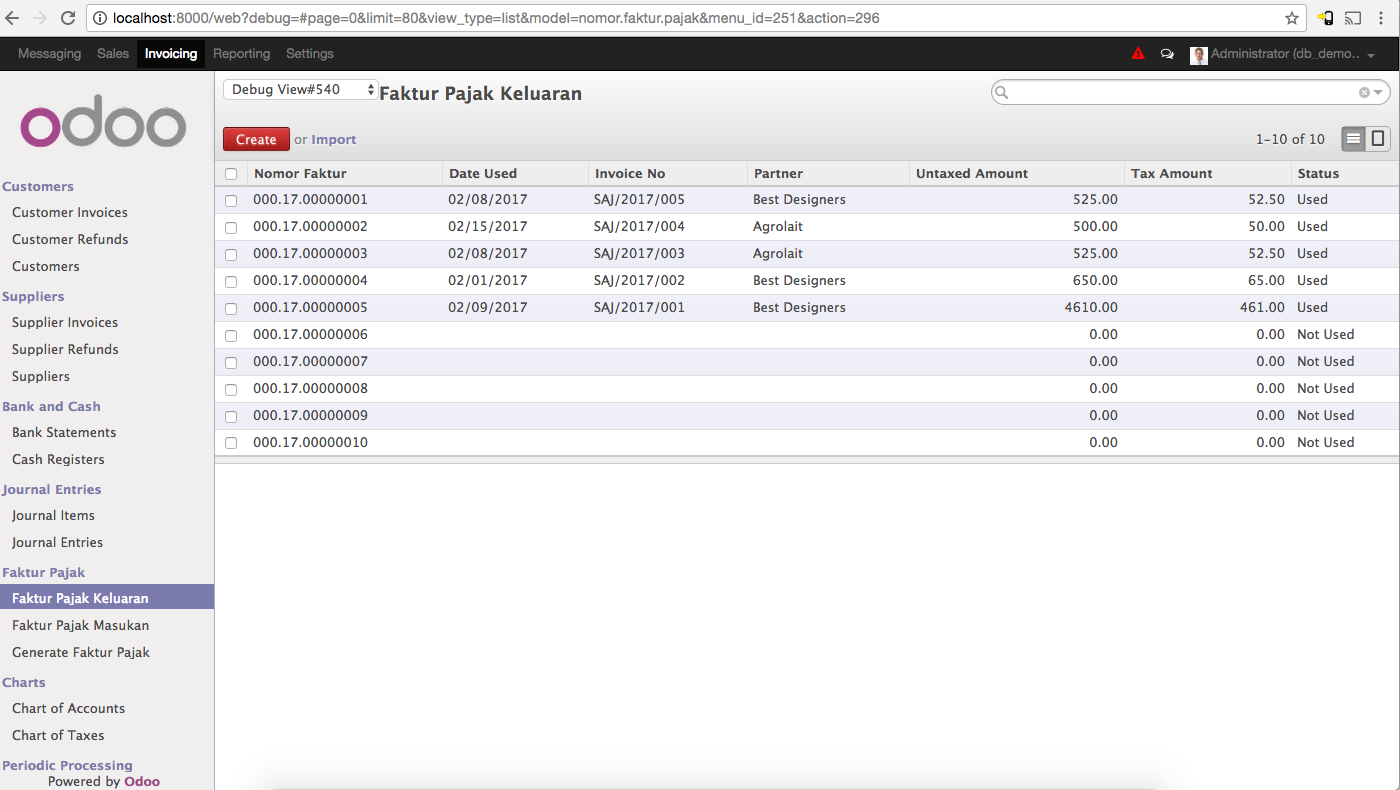 localhost:8000/web?debug=#page=0&limit=80&view_type=list&model=nomor.faktur.pajak&menu_id=251&action=296
Messaging Sales Invoicing Reporting Settings Administrator (db_demo..
odoo
Debug View#540 Faktur Pajak Keluaran
Create or Import 1-10 of 10
Nomor Faktur Date Used Invoice No Partner Untaxed Amount Tax Amount Status
000.17.00000001 02/08/2017 SAJ/2017/005 Best Designers 525.00 52.50 Used
000.17.00000002 02/15/2017 SAJ/2017/004 Agrolait 500.00 50.00 Used
000.17.00000003 02/08/2017 SAJ/2017/003 Agrolait 525.00 52.50 Used
000.17.00000004 02/01/2017 SAJ/2017/002 Best Designers 650.00 65.00 Used
000.17.00000005 02/09/2017 SAJ/2017/001 Best Designers 4610.00 461.00 Used
000.17.00000006 0.00 0.00 Not Used
000.17.00000007 0.00 0.00 Not Used
000.17.00000008 0.00 0.00 Not Used
000.17.00000009 0.00 0.00 Not Used
000.17.00000010 0.00 0.00 Not Used
Customers
Customer Invoices
Customer Refunds
Customers
Suppliers
Supplier Invoices
Supplier Refunds
Suppliers
Bank and Cash
Bank Statements
Cash Registers
Journal Entries
Journal Items
Journal Entries
Faktur Pajak
Faktur Pajak Keluaran
Faktur Pajak Masukan
Generate Faktur Pajak
Charts
Chart of Accounts
Chart of Taxes
Periodic Processing
Powered by Odoo